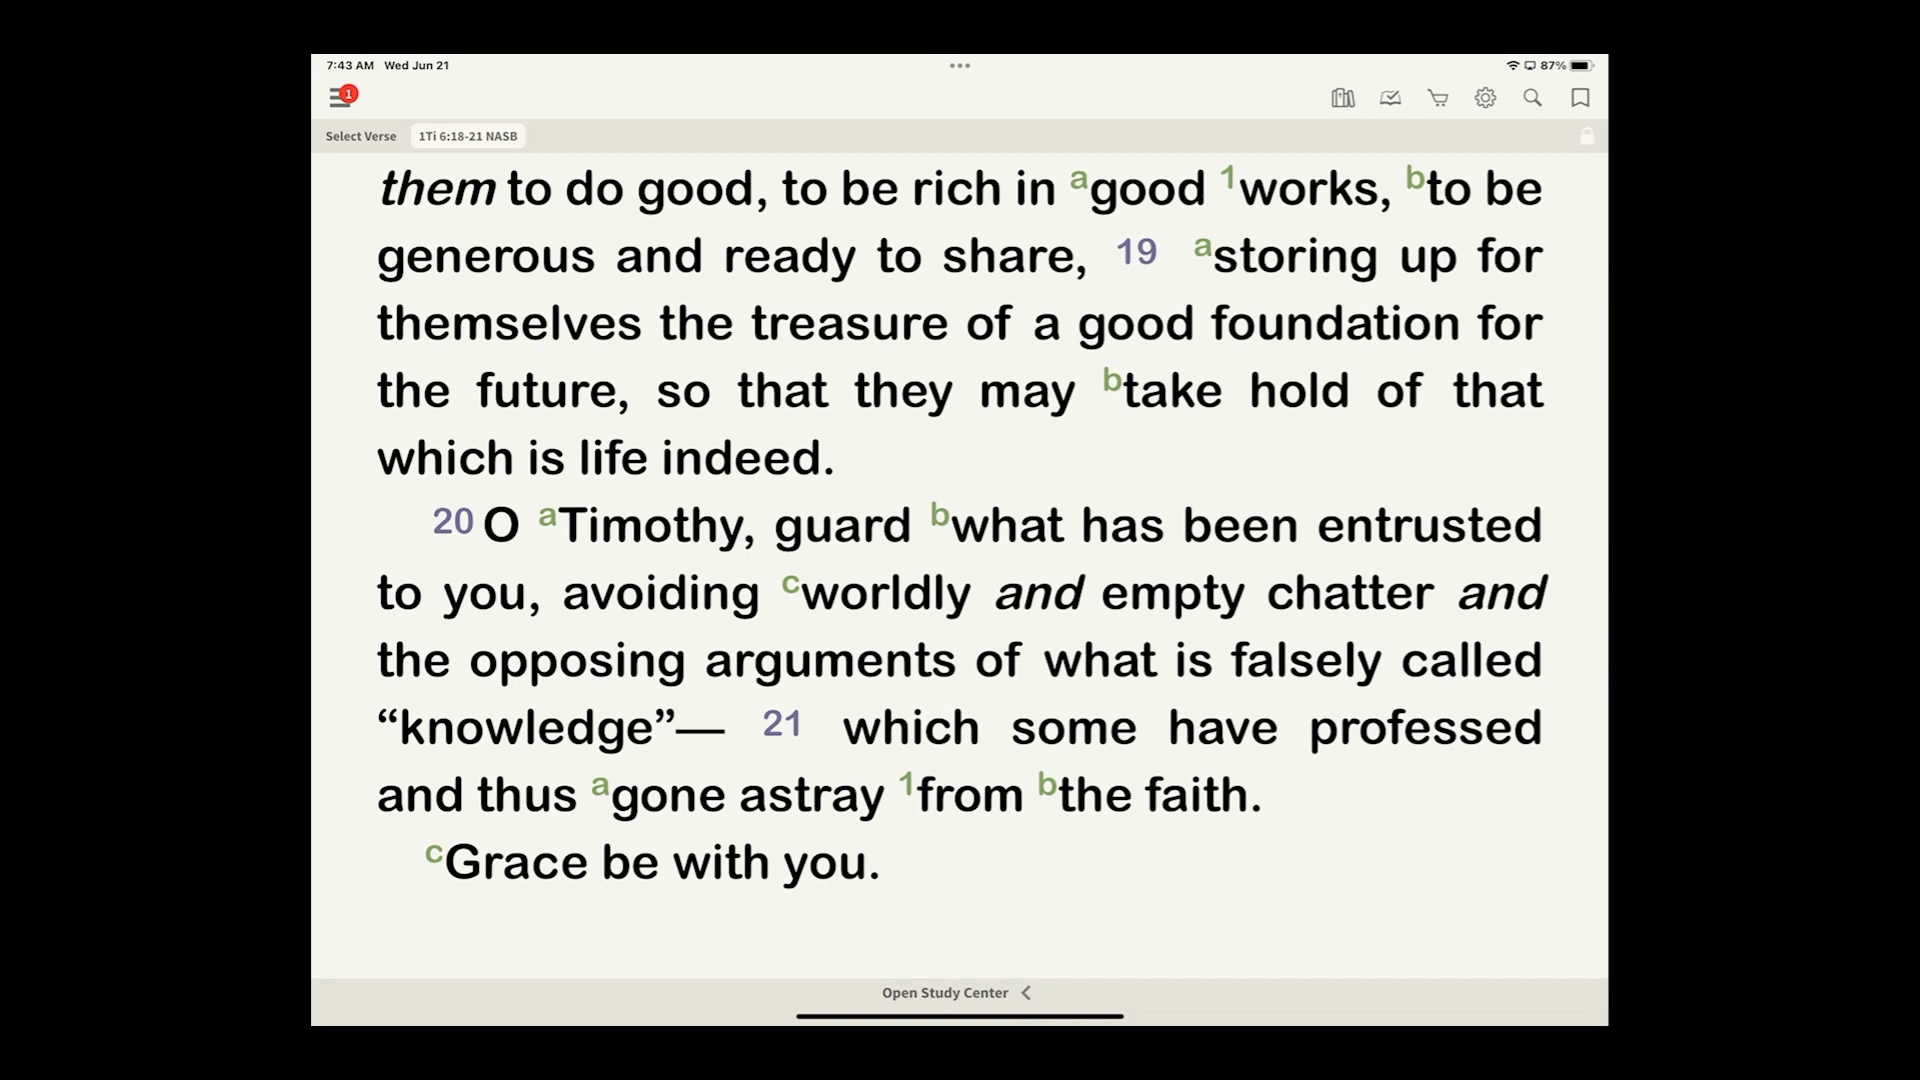 7:43 AM Wed Jun 21
87%
1
Select Verse 1Ti 6:18-21 NASB
them to do good, to be rich in agood 1works, bto be
generous and ready to share, 19 astoring up for
themselves the treasure of a good foundation for
the future, so that they may btake hold of that
which is life indeed.
20 O aTimothy, guard bwhat has been entrusted
to you, avoiding cworldly and empty chatter and
the opposing arguments of what is falsely called
“knowledge”— 21 which some have professed
and thus agone astray 1from bthe faith.
cGrace be with you.
Open Study Center